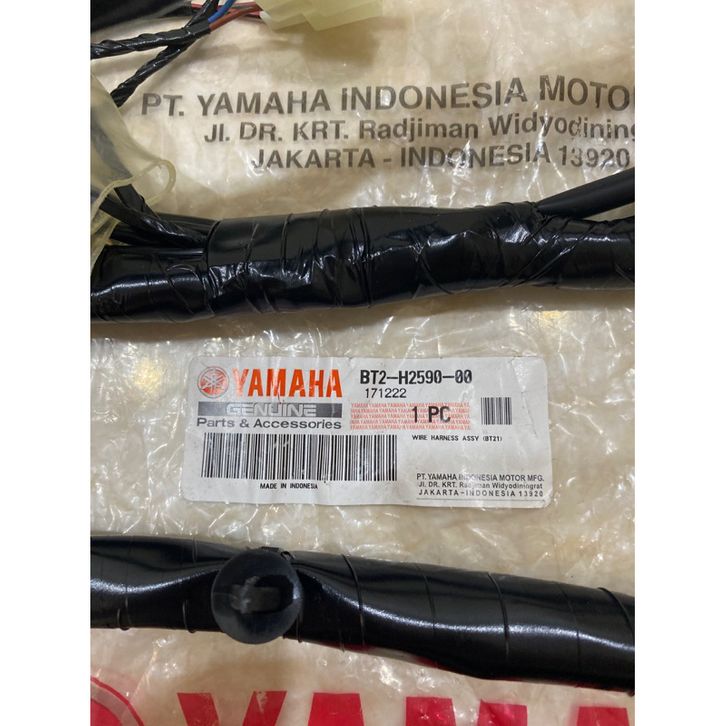 PT. YAMAHA INDONESIA MOTO
Jl. DR. KRT. Radjiman Widyodining
JAKARTA - INDONESIA 13920
YAMAHA
GENUINE
Parts & Accessories
BT2-H2590-00
171222
1 PC
WIRE HARNESS ASSY (BT21)
MADE IN INDONESIA
PT. YAMAHA INDONESIA MOTOR MFG.
Jl. DR. KRT. Radjiman Widyodiningrat
JAKARTA-INDONESIA 13920
YAMAHA